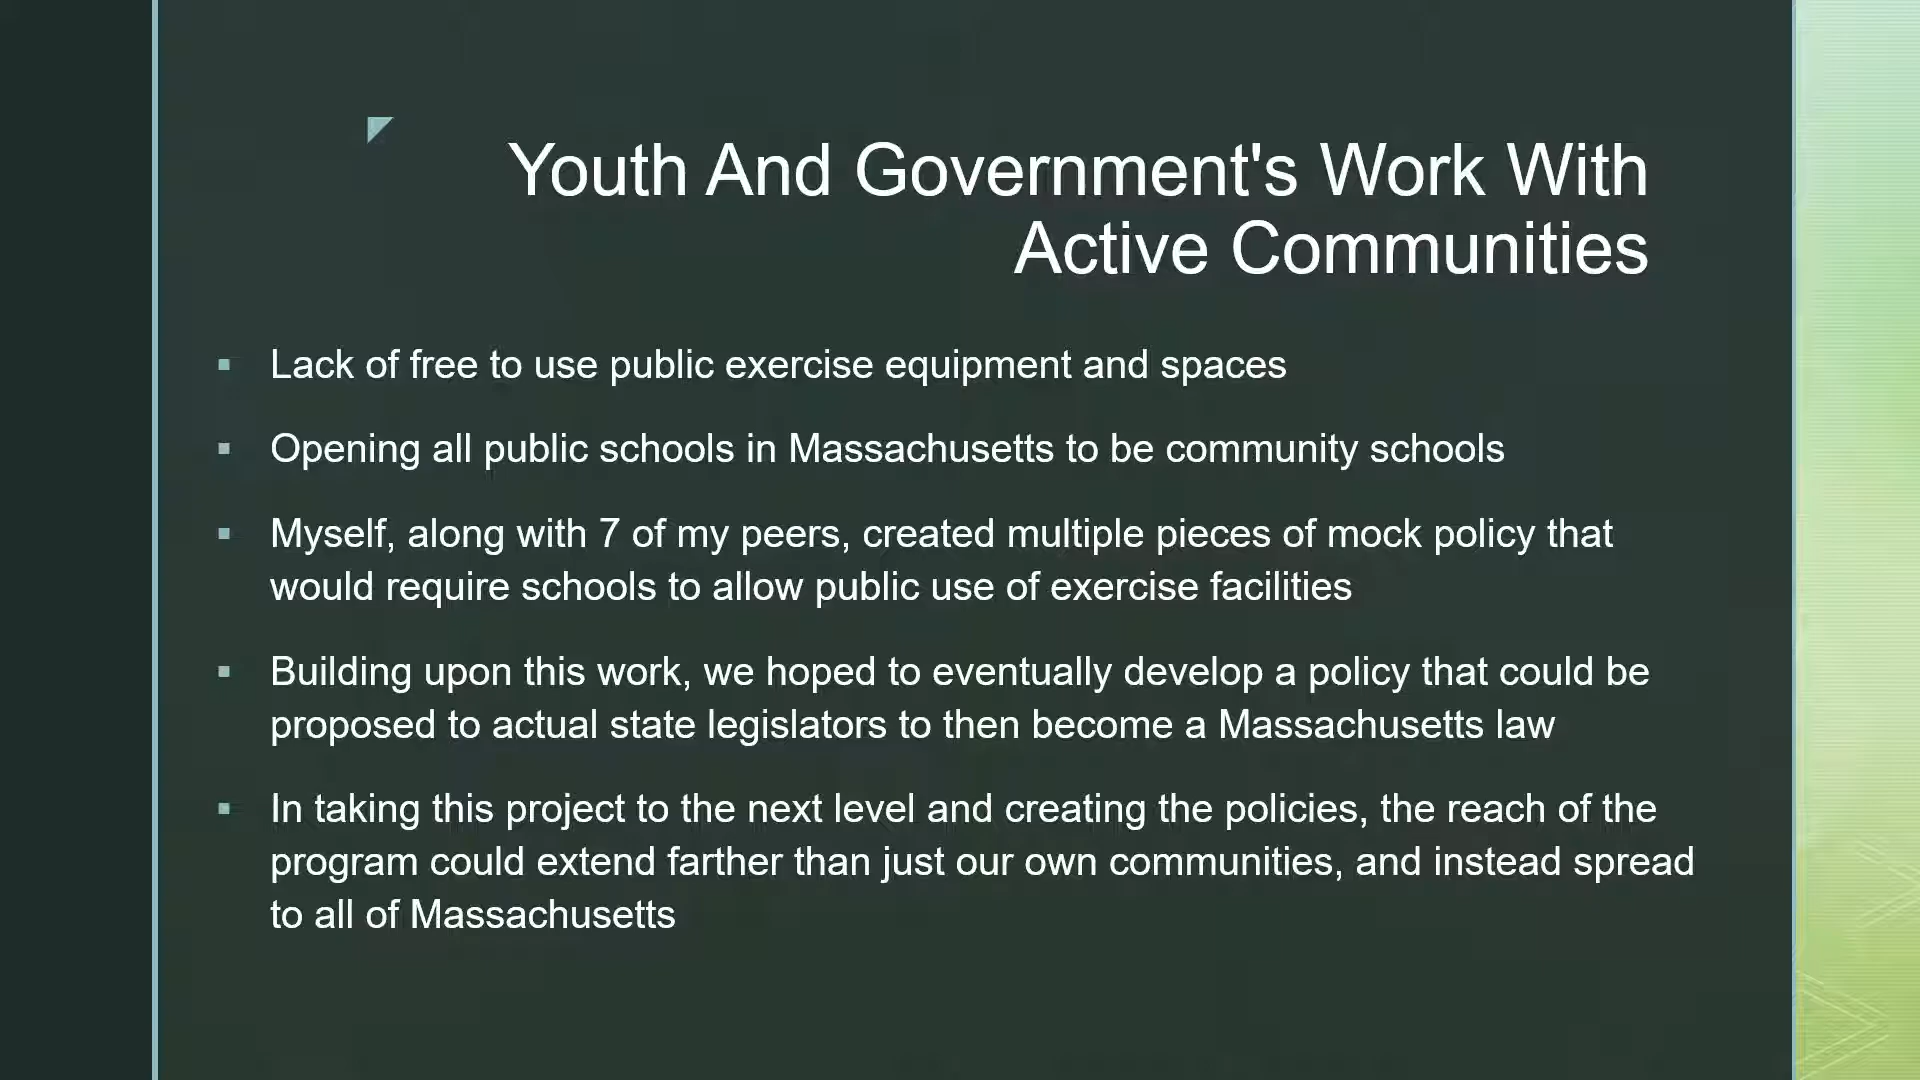 Youth And Government's Work With
Active Communities
▪ Lack of free to use public exercise equipment and spaces
▪ Opening all public schools in Massachusetts to be community schools
▪ Myself, along with 7 of my peers, created multiple pieces of mock policy that
would require schools to allow public use of exercise facilities
▪ Building upon this work, we hoped to eventually develop a policy that could be
proposed to actual state legislators to then become a Massachusetts law
▪ In taking this project to the next level and creating the policies, the reach of the
program could extend farther than just our own communities, and instead spread
to all of Massachusetts